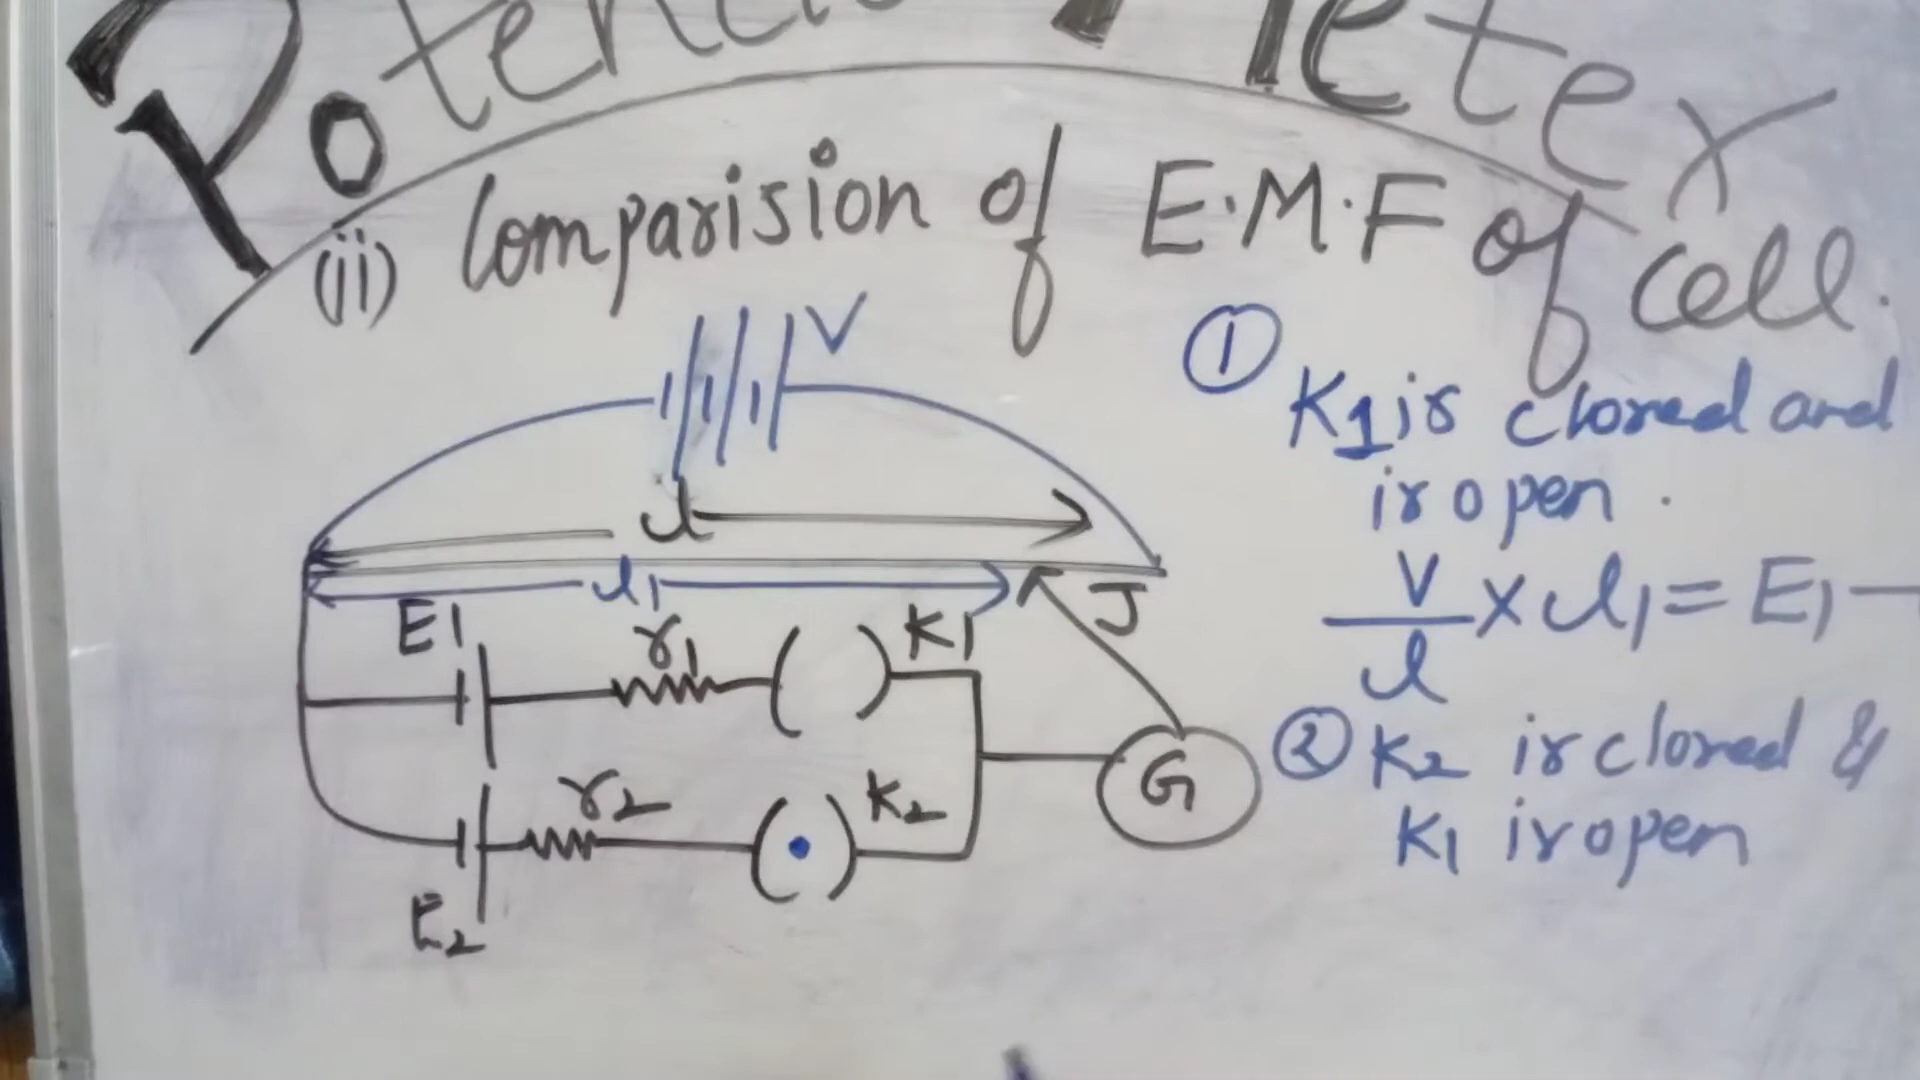 Potentiometer
(ii) Comparision of E.M.F of cell.
V
l
l1
E1
r1
K1
J
r2
K2
G
E2
①
K1 is closed and
is open.
V/l × l1 = E1 —
② K2 is closed &
K1 is open